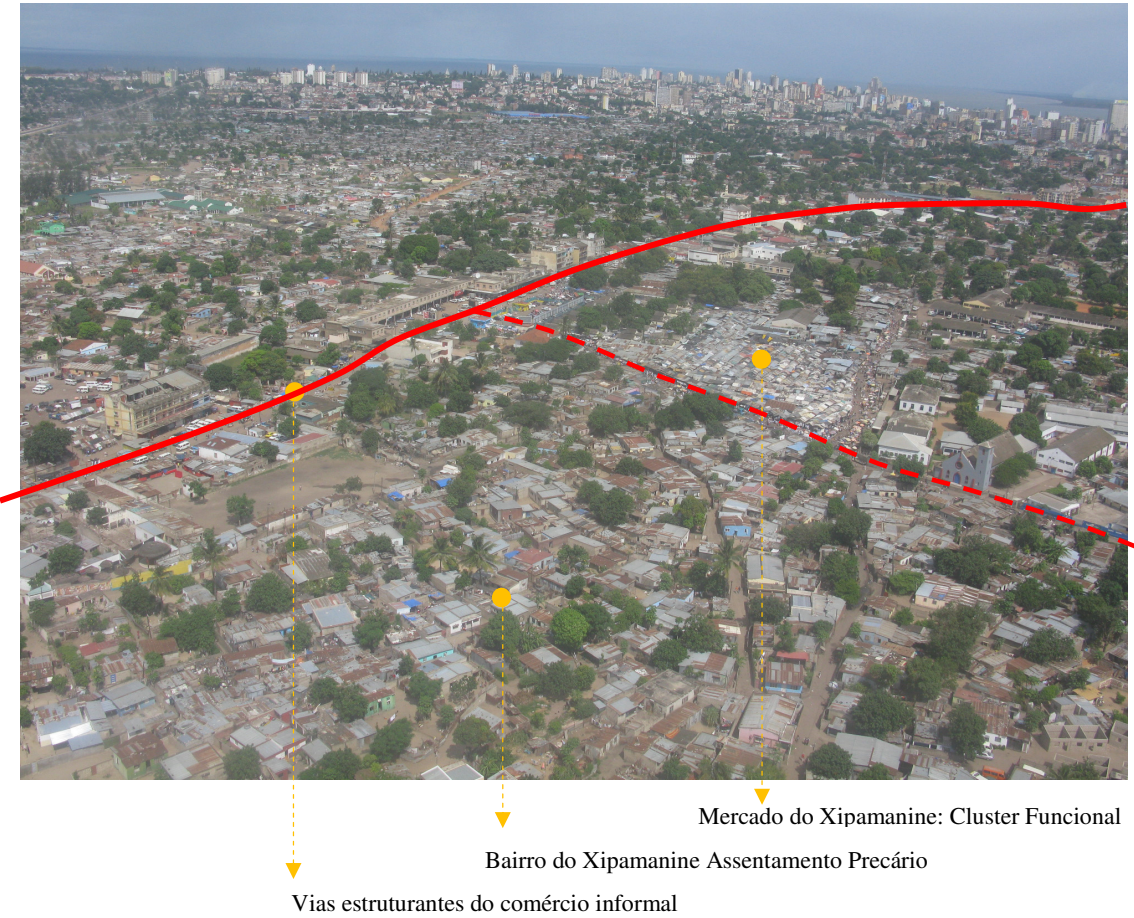 Mercado do Xipamanine: Cluster Funcional
Bairro do Xipamanine Assentamento Precário
Vias estruturantes do comércio informal